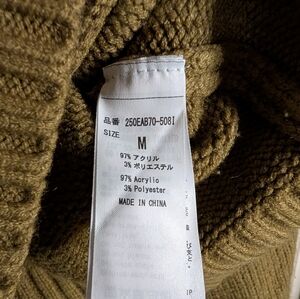 品番 250EAB70-508I
SIZE
M
97% アクリル
3% ポリエステル
97% Acrylic
3% Polyester
MADE IN CHINA